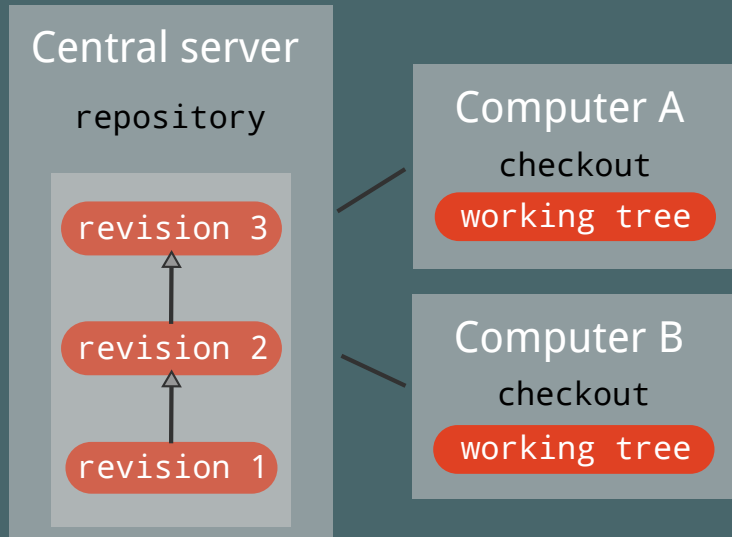 Central server
repository
revision 3
revision 2
revision 1
Computer A
checkout
working tree
Computer B
checkout
working tree